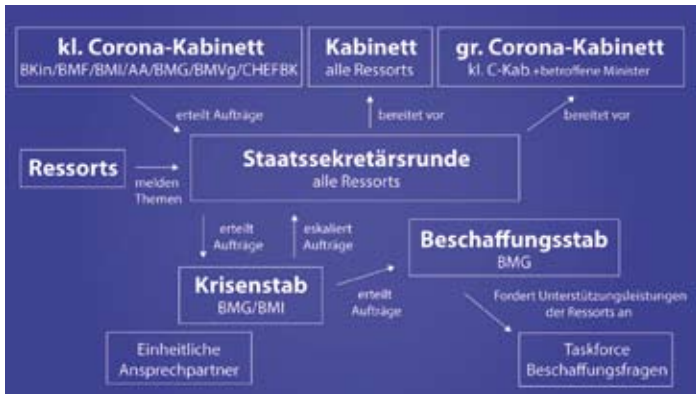 kl. Corona-Kabinett
BKin/BMF/BMI/AA/BMG/BMVg/CHEFBK
Kabinett
alle Ressorts
gr. Corona-Kabinett
kl. C-Kab. +betroffene Minister
erteilt Aufträge
bereitet vor
bereitet vor
Ressorts
melden
Themen
Staatssekretärsrunde
alle Ressorts
erteilt
Aufträge
eskaliert
Aufträge
Beschaffungsstab
BMG
Krisenstab
BMG/BMI
erteilt
Aufträge
Fordert Unterstützungsleistungen
der Ressorts an
Einheitliche
Ansprechpartner
Taskforce
Beschaffungsfragen